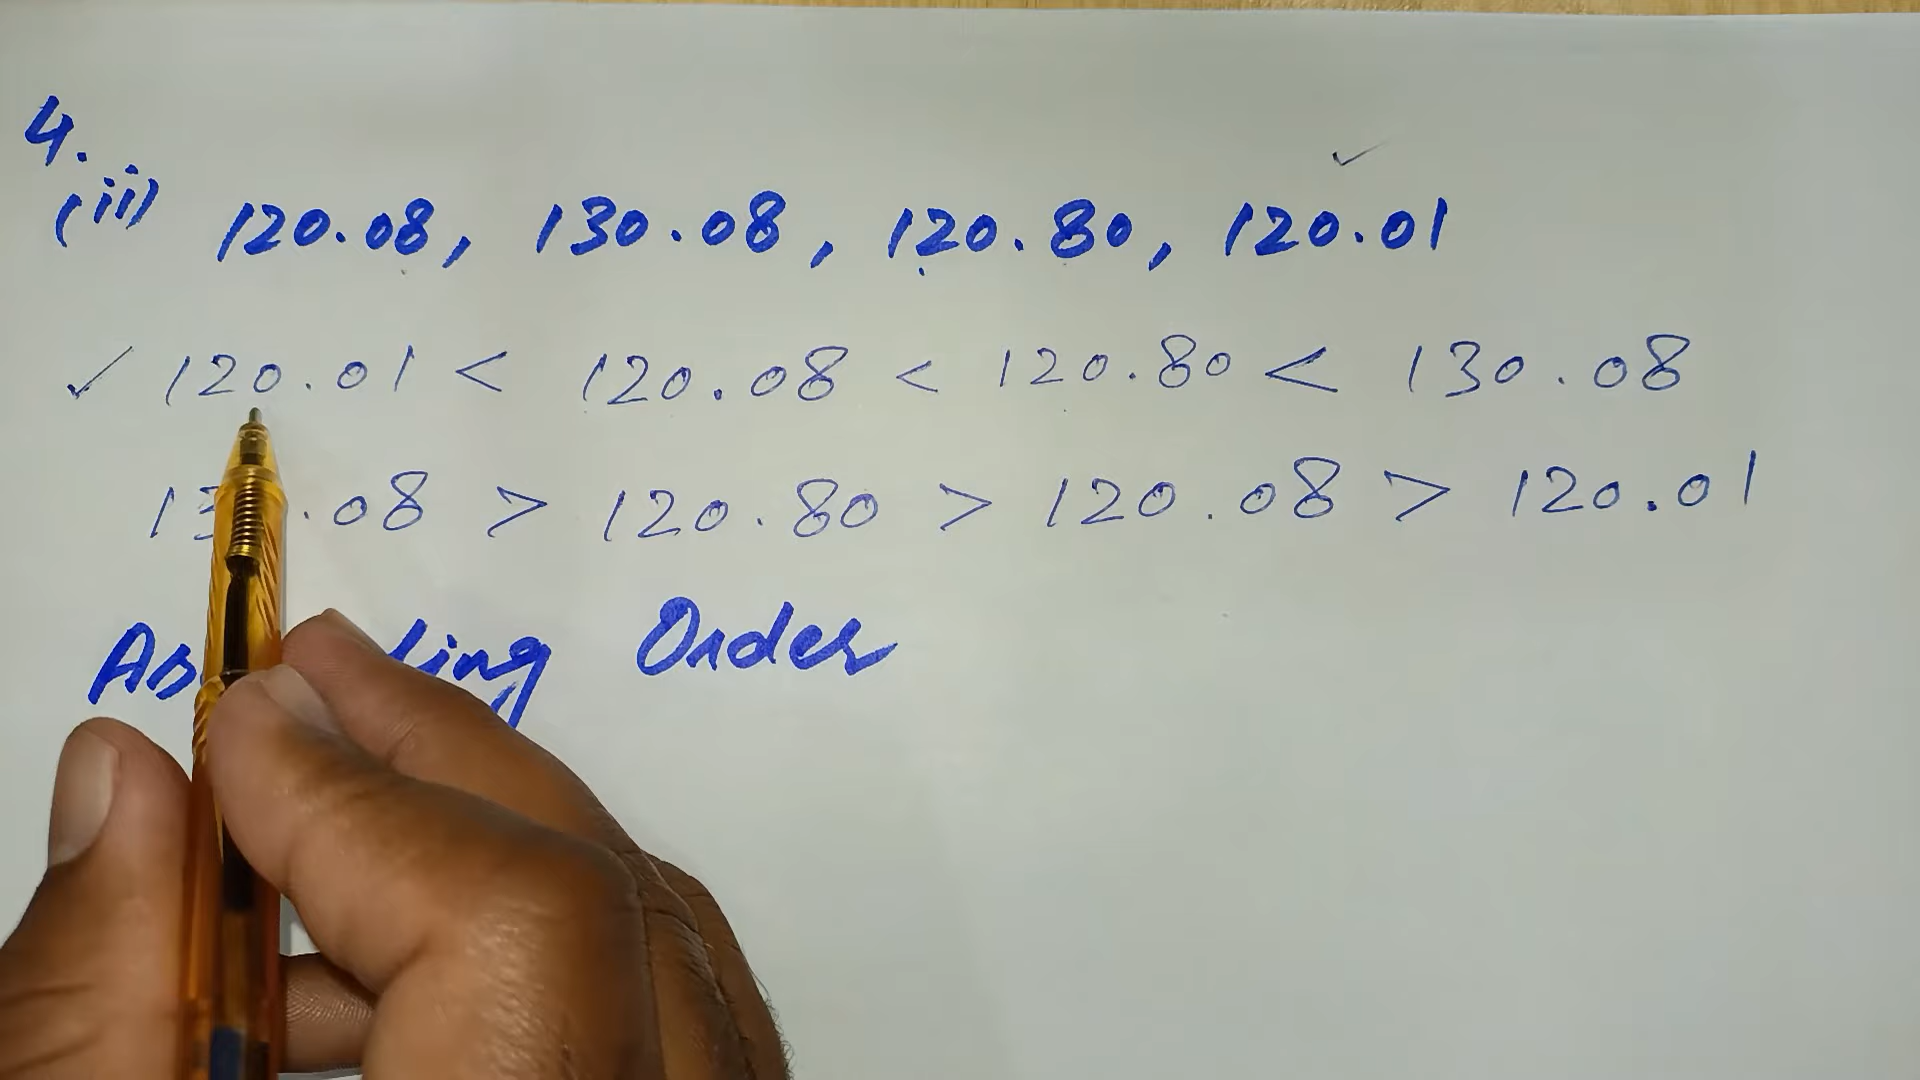 4.
(iii) 120.08, 130.08, 120.80, 120.01
✓ 120.01 < 120.08 < 120.80 < 130.08
.08 > 120.80 > 120.08 > 120.01
Order